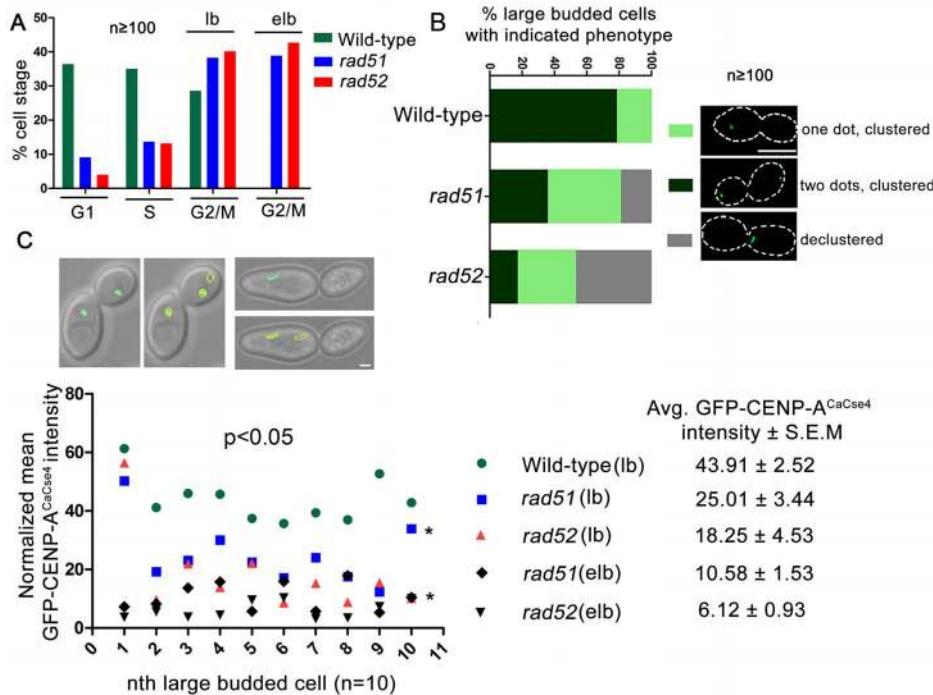 A
n≥100
lb
elb
Wild-type
rad51
rad52
% cell stage
50
40
30
20
10
0
G1
S
G2/M
G2/M
B
% large budded cells
with indicated phenotype
0 20 40 60 80 100
n≥100
Wild-type
rad51
rad52
one dot, clustered
two dots, clustered
declustered
C
80
60
40
20
0
Normalized mean
GFP-CENP-A^CaCse4 intensity
p<0.05
*
*
0 1 2 3 4 5 6 7 8 9 10 11
nth large budded cell (n=10)
Avg. GFP-CENP-A^CaCse4
intensity ± S.E.M
Wild-type(lb) 43.91 ± 2.52
rad51(lb) 25.01 ± 3.44
rad52(lb) 18.25 ± 4.53
rad51(elb) 10.58 ± 1.53
rad52(elb) 6.12 ± 0.93